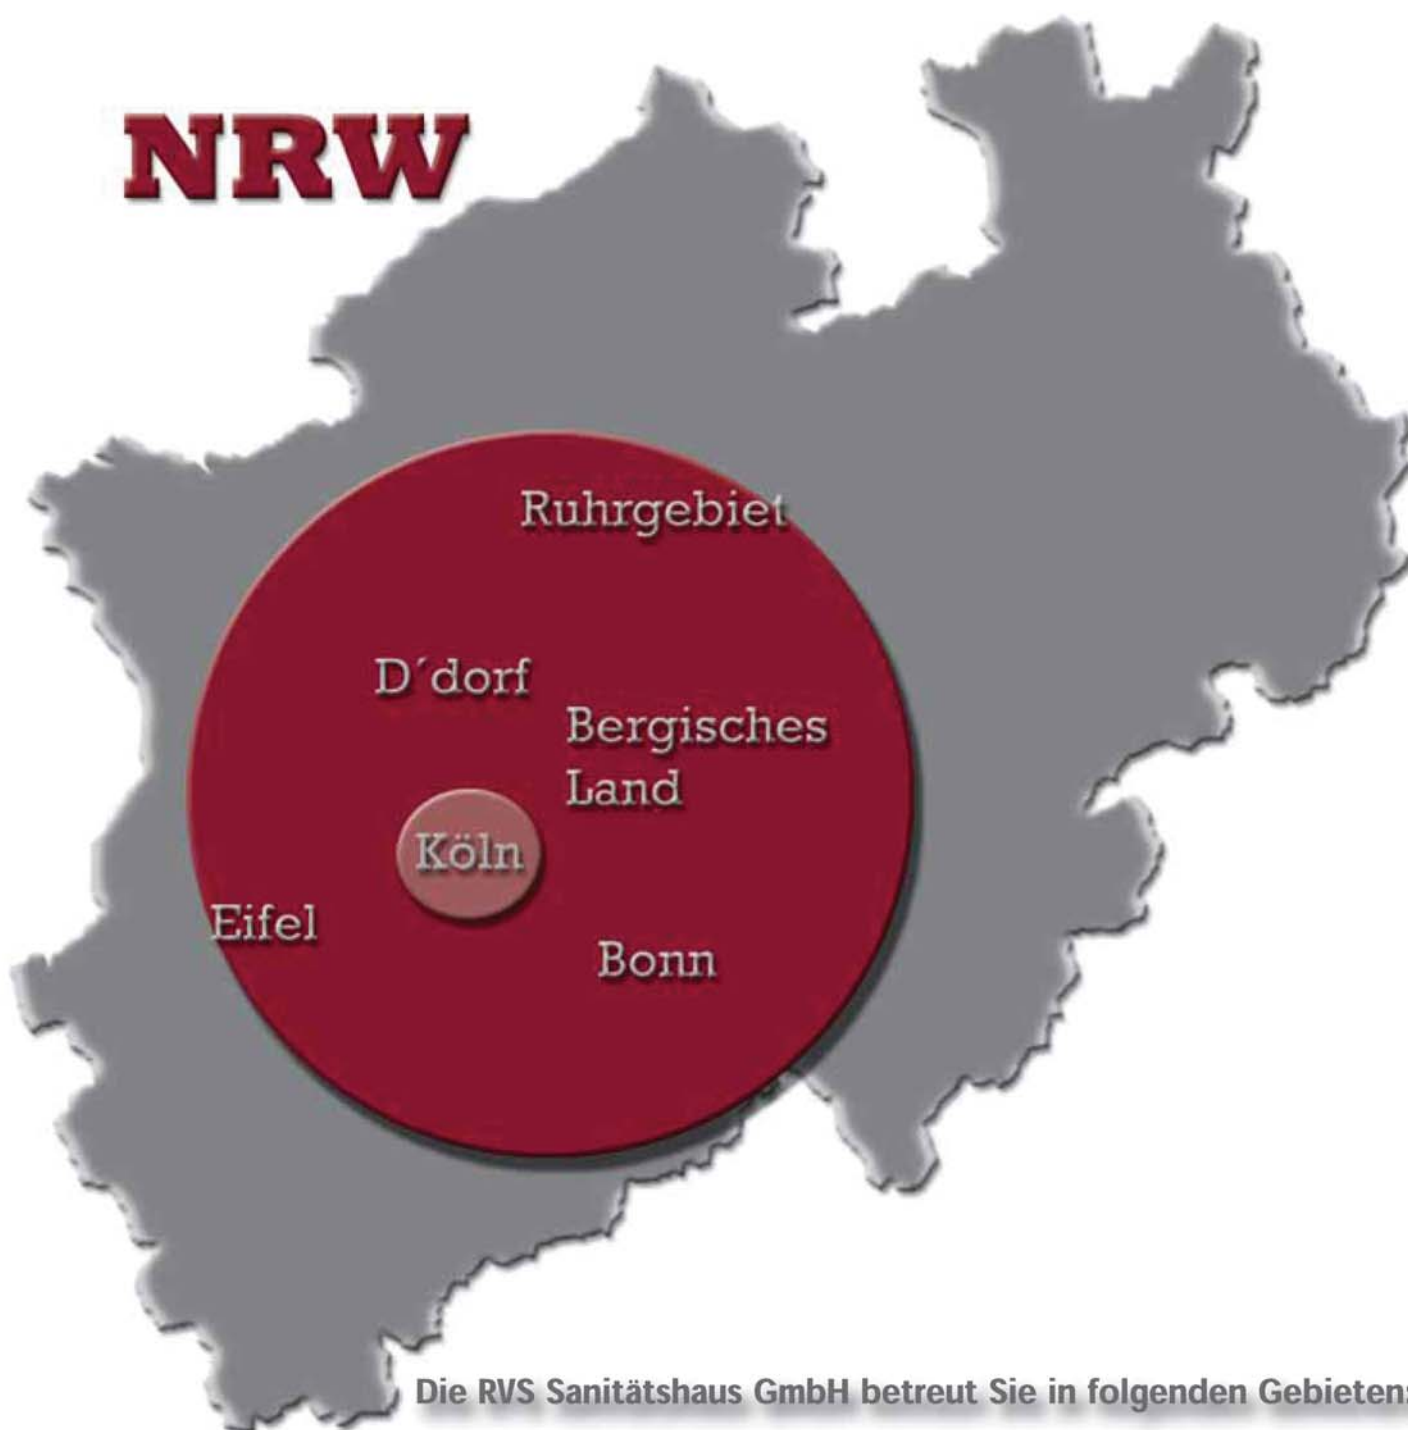 NRW
Ruhrgebiet
D´dorf
Bergisches
Land
Köln
Eifel
Bonn
Die RVS Sanitätshaus GmbH betreut Sie in folgenden Gebieten: